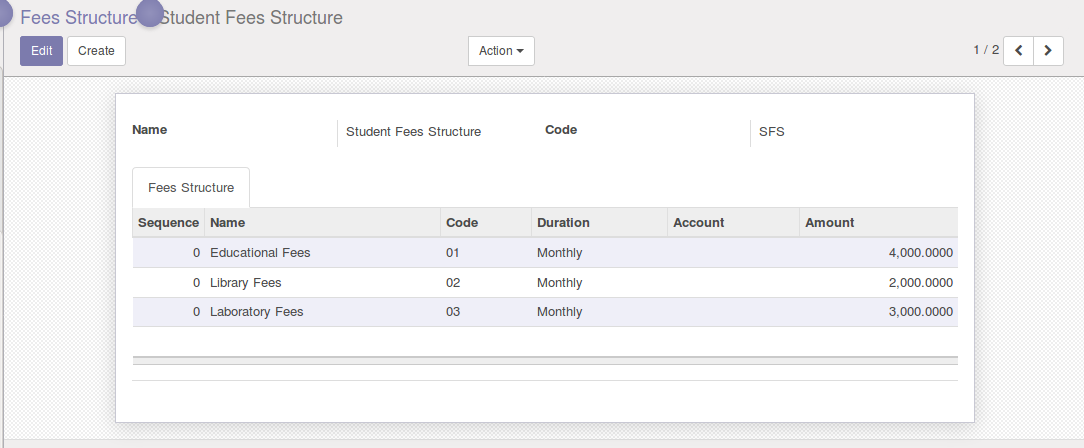 Fees Structure Student Fees Structure
Edit Create Action 1 / 2
Name Student Fees Structure Code SFS
Fees Structure
Sequence Name Code Duration Account Amount
0 Educational Fees 01 Monthly 4,000.0000
0 Library Fees 02 Monthly 2,000.0000
0 Laboratory Fees 03 Monthly 3,000.0000